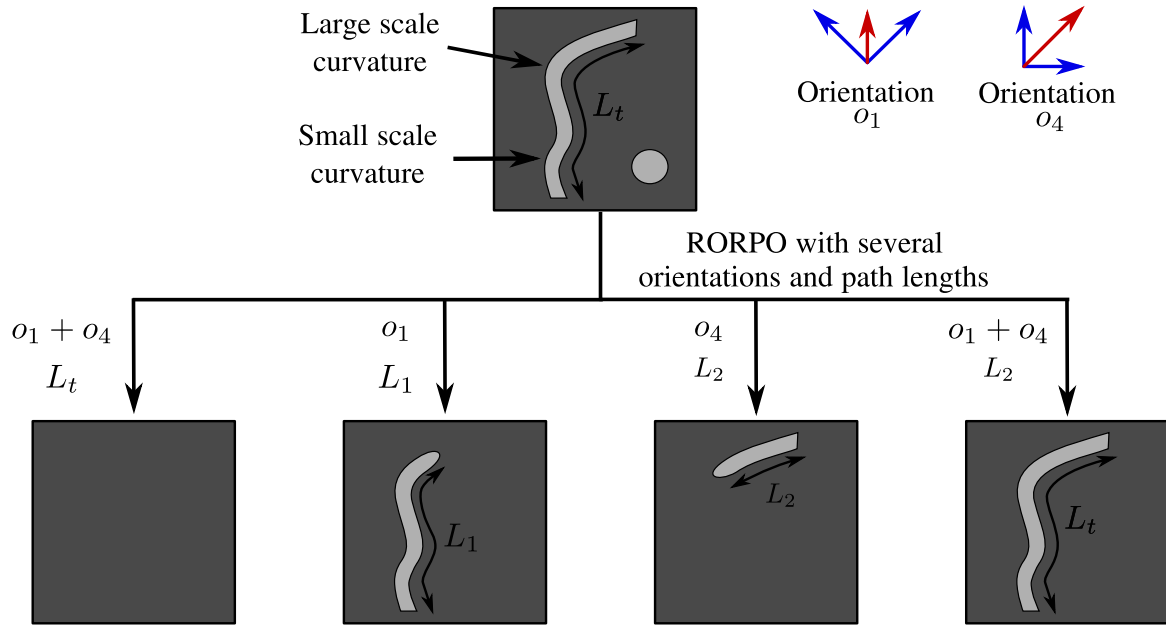 Large scale
curvature
Small scale
curvature
L_t
Orientation
o_1
Orientation
o_4
RORPO with several
orientations and path lengths
o_1 + o_4
L_t
o_1
L_1
o_4
L_2
o_1 + o_4
L_2
L_1
L_2
L_t